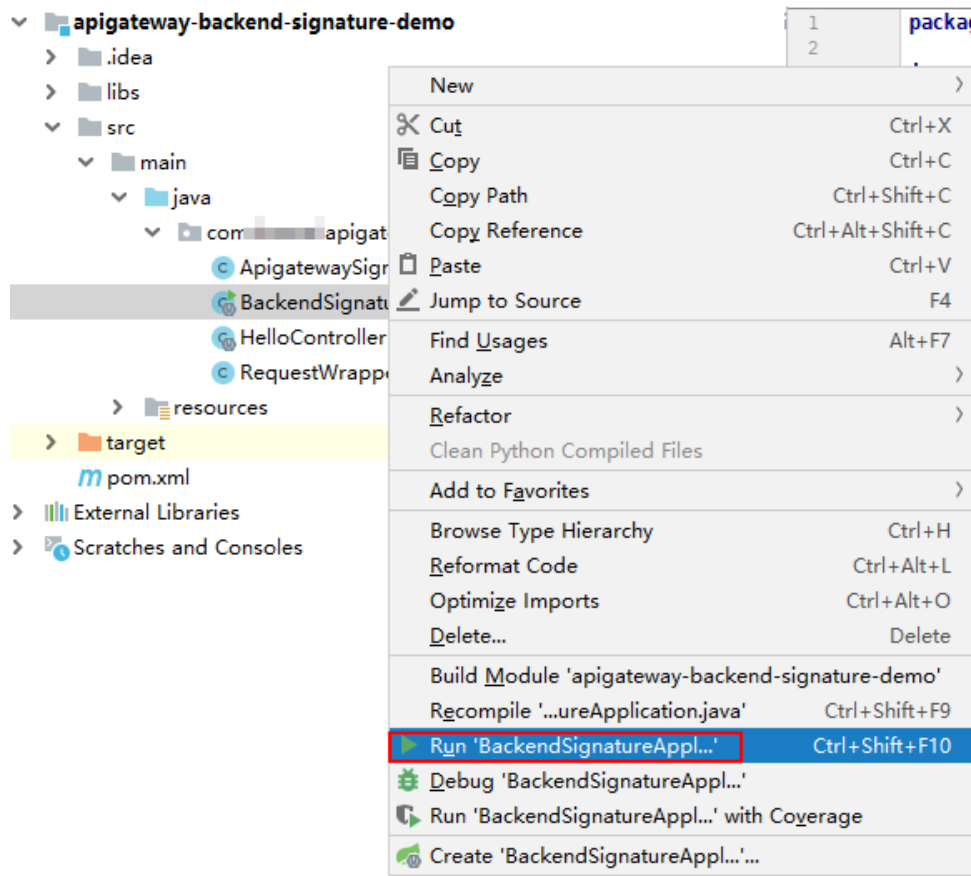 apigateway-backend-signature-demo
.idea
libs
src
main
java
com apigat
ApigatewaySigr
BackendSignatu
HelloController
RequestWrappe
resources
target
pom.xml
External Libraries
Scratches and Consoles
1 packag
2
New
Cut Ctrl+X
Copy Ctrl+C
Copy Path Ctrl+Shift+C
Copy Reference Ctrl+Alt+Shift+C
Paste Ctrl+V
Jump to Source F4
Find Usages Alt+F7
Analyze
Refactor
Clean Python Compiled Files
Add to Favorites
Browse Type Hierarchy Ctrl+H
Reformat Code Ctrl+Alt+L
Optimize Imports Ctrl+Alt+O
Delete... Delete
Build Module 'apigateway-backend-signature-demo'
Recompile '...ureApplication.java' Ctrl+Shift+F9
Run 'BackendSignatureAppl...' Ctrl+Shift+F10
Debug 'BackendSignatureAppl...'
Run 'BackendSignatureAppl...' with Coverage
Create 'BackendSignatureAppl...'...